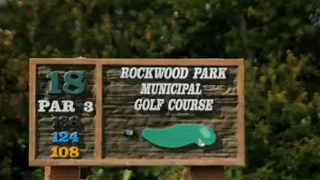 18
PAR 3
124
108
ROCKWOOD PARK
MUNICIPAL
GOLF COURSE